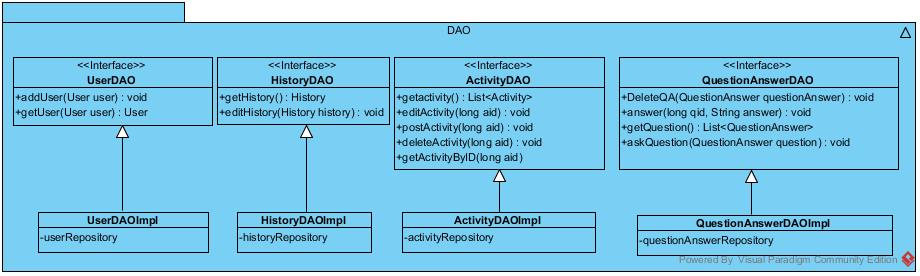 DAO
<<Interface>>
UserDAO
+addUser(User user) : void
+getUser(User user) : User
<<Interface>>
HistoryDAO
+getHistory() : History
+editHistory(History history) : void
<<Interface>>
ActivityDAO
+getactivity() : List<Activity>
+editActivity(long aid) : void
+postActivity(long aid) : void
+deleteActivity(long aid) : void
+getActivityByID(long aid)
<<Interface>>
QuestionAnswerDAO
+DeleteQA(QuestionAnswer questionAnswer) : void
+answer(long qid, String answer) : void
+getQuestion() : List<QuestionAnswer>
+askQuestion(QuestionAnswer question) : void
UserDAOImpl
-userRepository
HistoryDAOImpl
-historyRepository
ActivityDAOImpl
-activityRepository
QuestionAnswerDAOImpl
-questionAnswerRepository
Powered By Visual Paradigm Community Edition